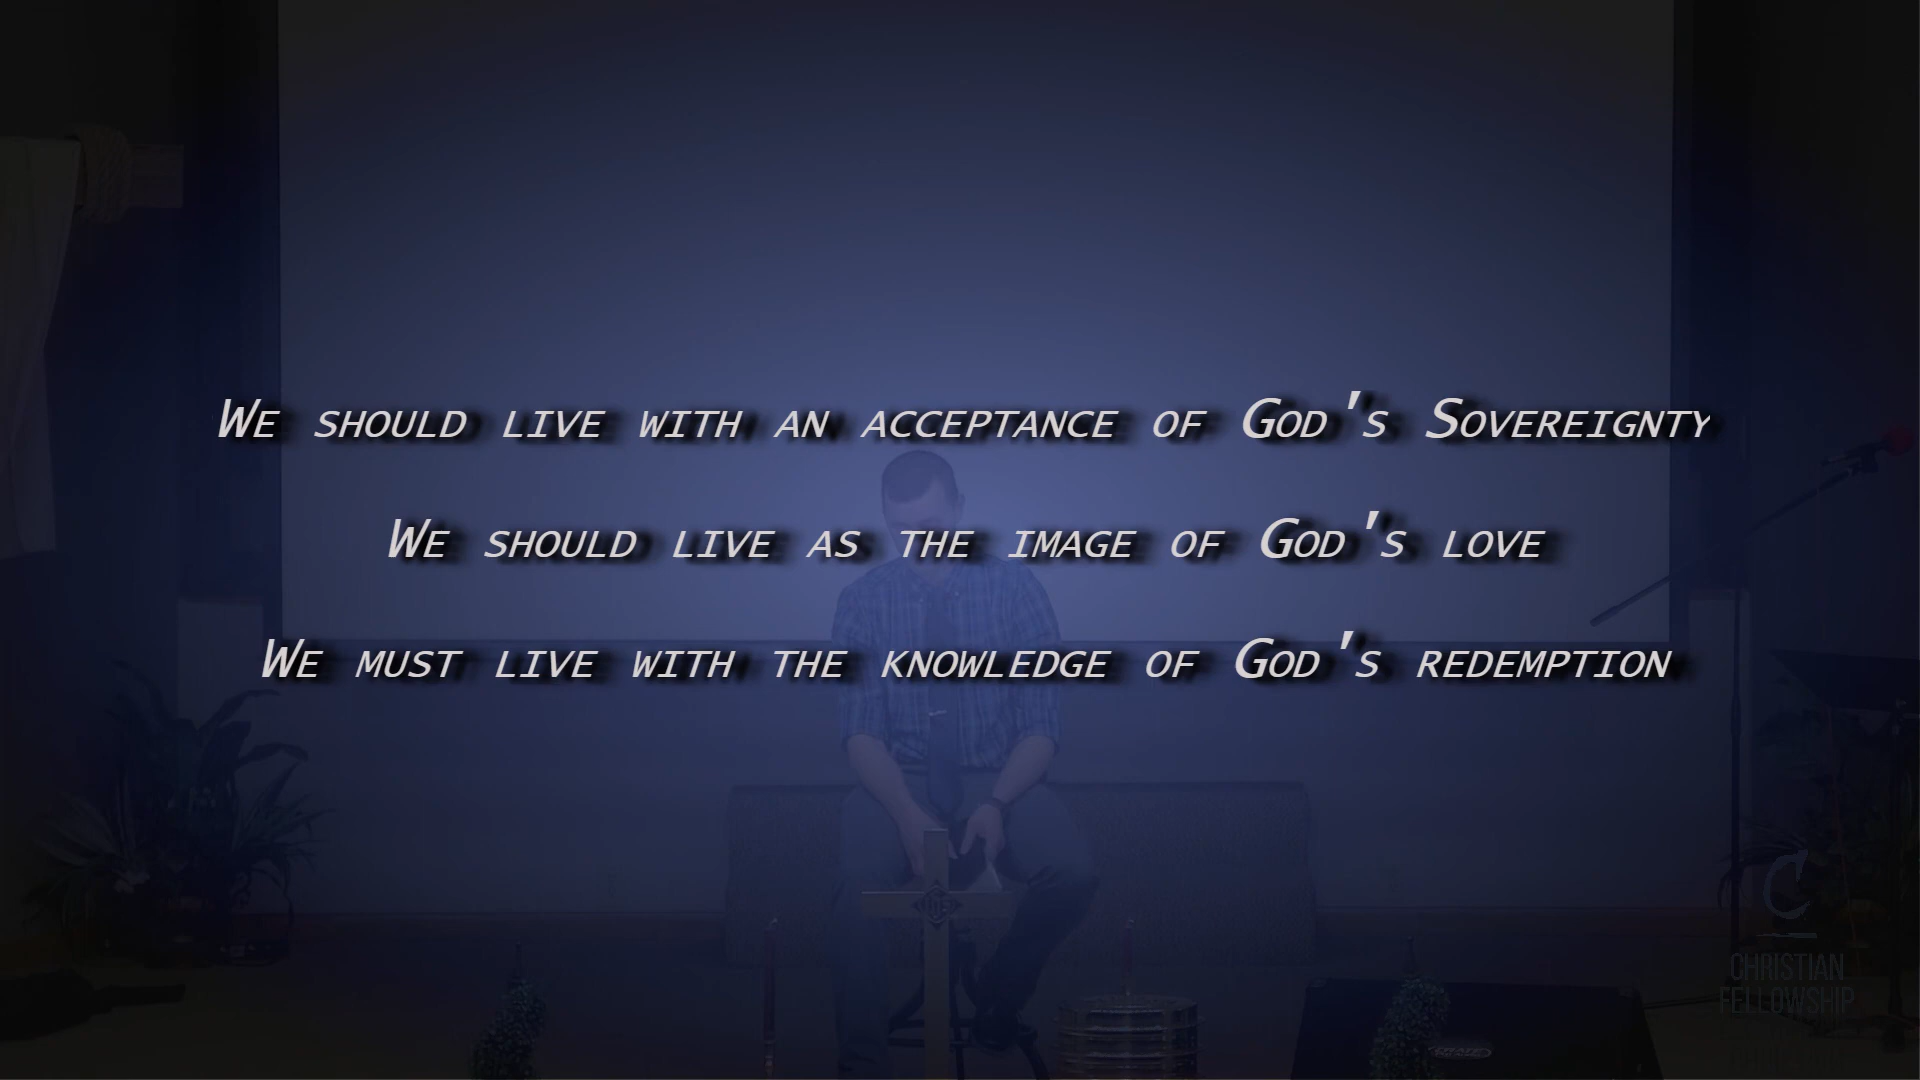 We should live with an acceptance of God's Sovereignty
We should live as the image of God's love
We must live with the knowledge of God's redemption
CHRISTIAN
FELLOWSHIP